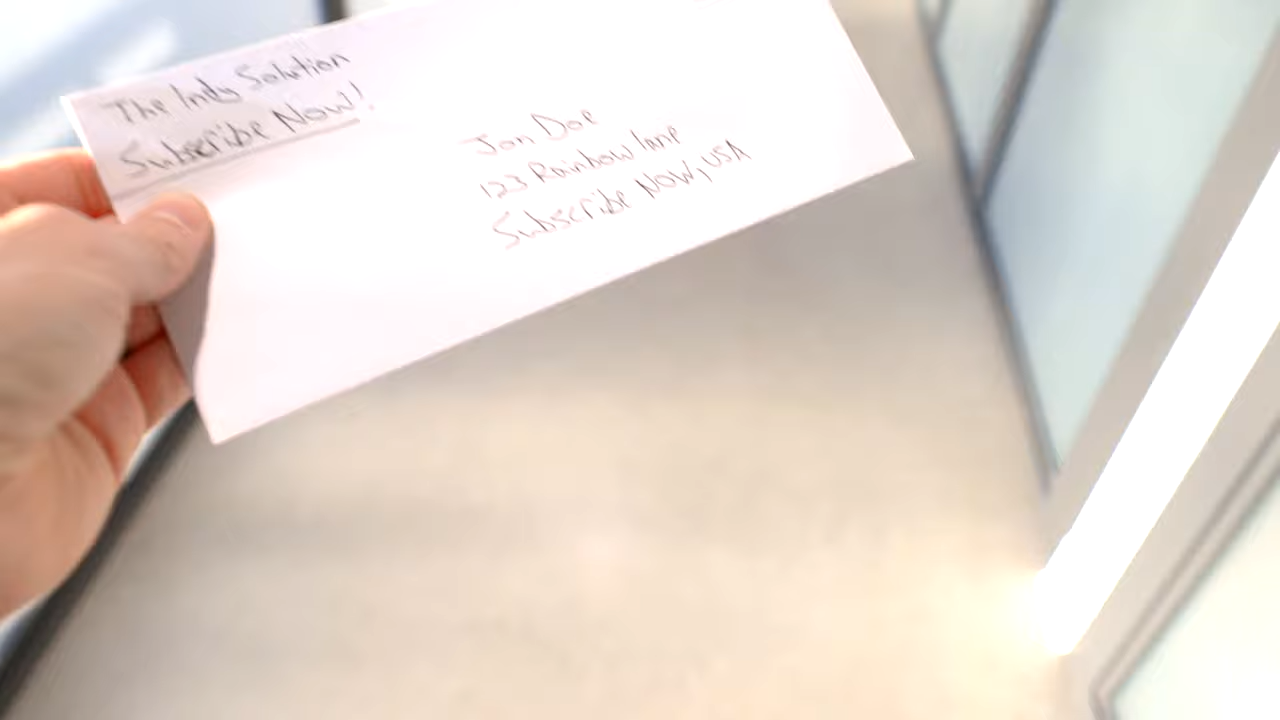 The Info Solution
Subscribe Now!
Jon Doe
123 Rainbow lane
Subscribe NOW, USA